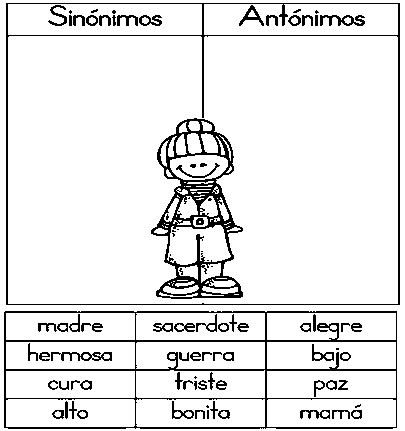 Sinónimos Antónimos
madre sacerdote alegre
hermosa guerra bajo
cura triste paz
alto bonita mamá